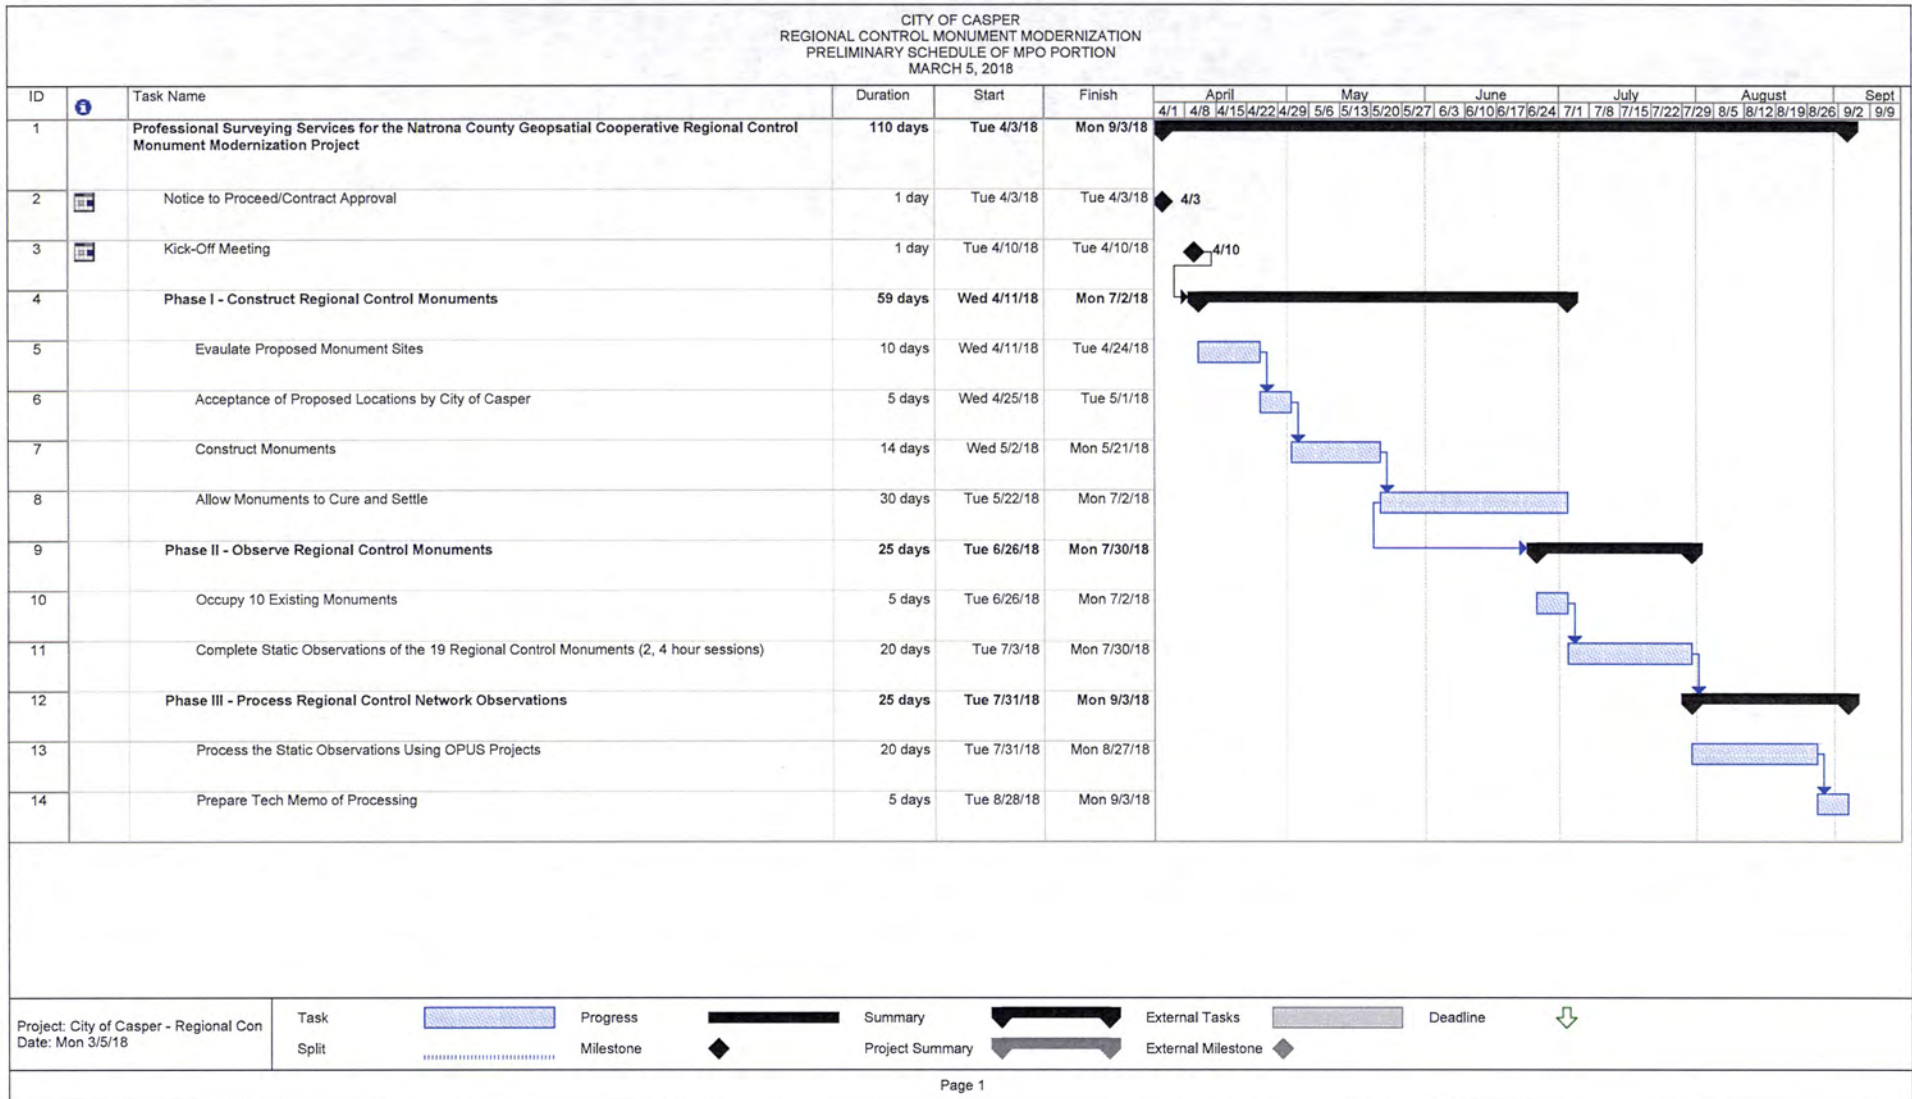 CITY OF CASPER
REGIONAL CONTROL MONUMENT MODERNIZATION
PRELIMINARY SCHEDULE OF MPO PORTION
MARCH 5, 2018
ID Task Name Duration Start Finish April May June July August Sept
4/1 4/8 4/15 4/22 4/29 5/6 5/13 5/20 5/27 6/3 6/10 6/17 6/24 7/1 7/8 7/15 7/22 7/29 8/5 8/12 8/19 8/26 9/2 9/9
1 Professional Surveying Services for the Natrona County Geopsatial Cooperative Regional Control 110 days Tue 4/3/18 Mon 9/3/18
Monument Modernization Project
2 Notice to Proceed/Contract Approval 1 day Tue 4/3/18 Tue 4/3/18 4/3
3 Kick-Off Meeting 1 day Tue 4/10/18 Tue 4/10/18 4/10
4 Phase I - Construct Regional Control Monuments 59 days Wed 4/11/18 Mon 7/2/18
5 Evaulate Proposed Monument Sites 10 days Wed 4/11/18 Tue 4/24/18
6 Acceptance of Proposed Locations by City of Casper 5 days Wed 4/25/18 Tue 5/1/18
7 Construct Monuments 14 days Wed 5/2/18 Mon 5/21/18
8 Allow Monuments to Cure and Settle 30 days Tue 5/22/18 Mon 7/2/18
9 Phase II - Observe Regional Control Monuments 25 days Tue 6/26/18 Mon 7/30/18
10 Occupy 10 Existing Monuments 5 days Tue 6/26/18 Mon 7/2/18
11 Complete Static Observations of the 19 Regional Control Monuments (2, 4 hour sessions) 20 days Tue 7/3/18 Mon 7/30/18
12 Phase III - Process Regional Control Network Observations 25 days Tue 7/31/18 Mon 9/3/18
13 Process the Static Observations Using OPUS Projects 20 days Tue 7/31/18 Mon 8/27/18
14 Prepare Tech Memo of Processing 5 days Tue 8/28/18 Mon 9/3/18
Project: City of Casper - Regional Con
Date: Mon 3/5/18
Task Progress Summary External Tasks Deadline
Split Milestone Project Summary External Milestone
Page 1